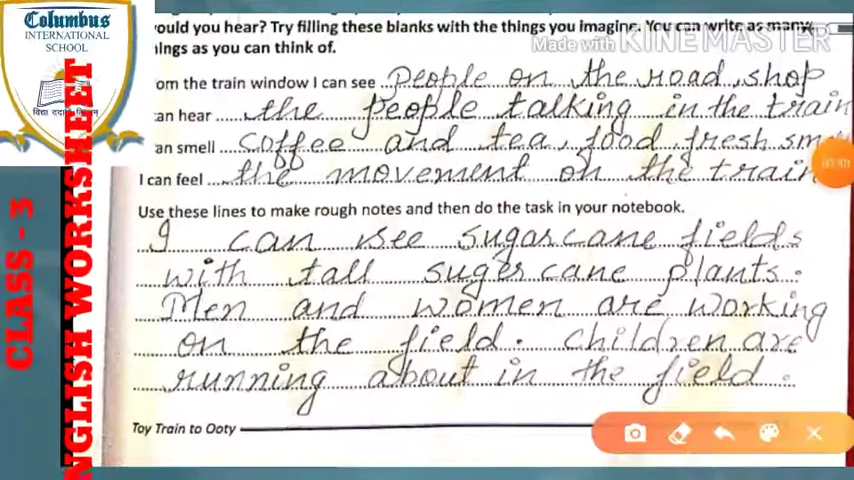 Columbus
INTERNATIONAL
SCHOOL
CLASS - 3
NGLISH WORKSHEET
ould you hear? Try filling these blanks with the things you imagine. You can write as many
ings as you can think of.
Made with KINEMASTER
om the train window I can see people on the road, shop
an hear the people talking in the train
an smell coffee and tea, food, fresh sm
I can feel the movement on the train
Use these lines to make rough notes and then do the task in your notebook.
I can see sugarcane fields
with tall sugercane plants.
Men and women are working
on the field. children are
running about in the field.
Toy Train to Ooty